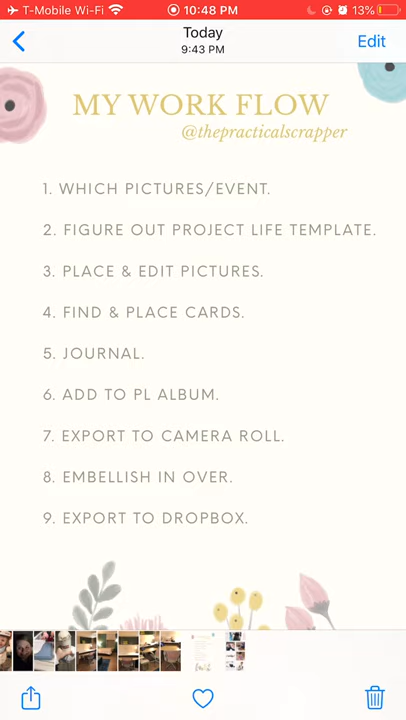 T-Mobile Wi-Fi 10:48 PM 13%
Today
9:43 PM
Edit
MY WORK FLOW
@thepracticalscrapper
1. WHICH PICTURES/EVENT.
2. FIGURE OUT PROJECT LIFE TEMPLATE.
3. PLACE & EDIT PICTURES.
4. FIND & PLACE CARDS.
5. JOURNAL.
6. ADD TO PL ALBUM.
7. EXPORT TO CAMERA ROLL.
8. EMBELLISH IN OVER.
9. EXPORT TO DROPBOX.